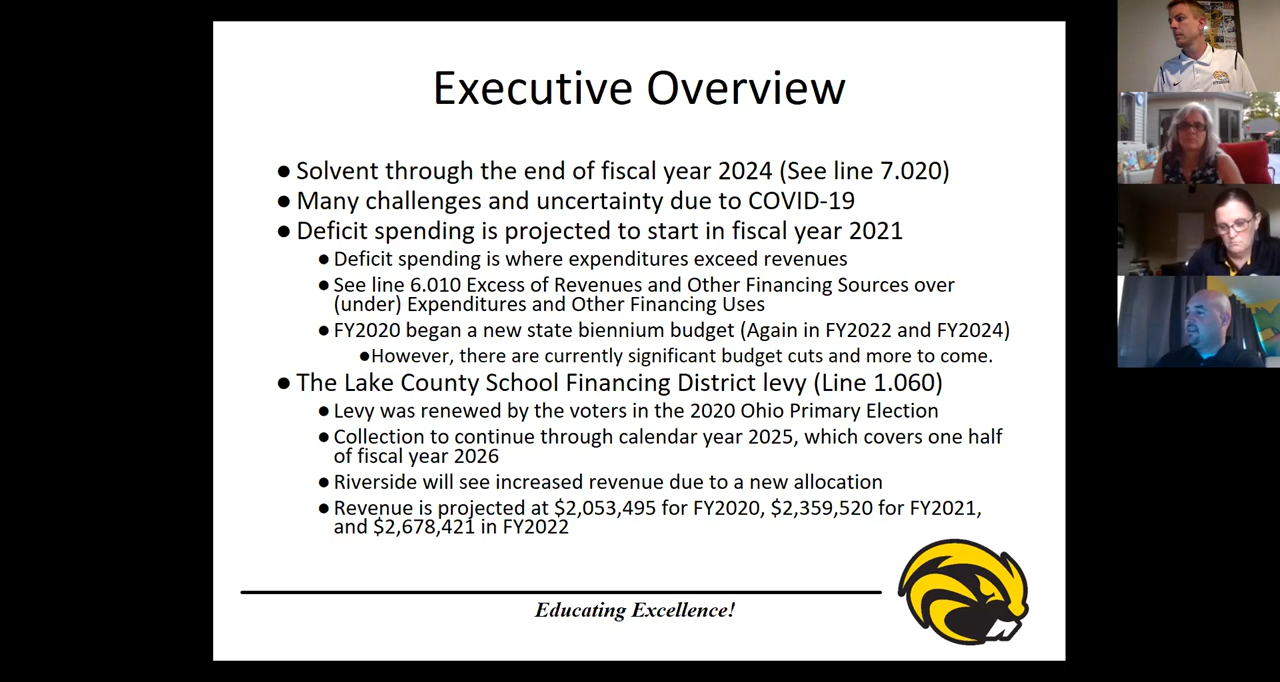 Executive Overview
● Solvent through the end of fiscal year 2024 (See line 7.020)
● Many challenges and uncertainty due to COVID-19
● Deficit spending is projected to start in fiscal year 2021
● Deficit spending is where expenditures exceed revenues
● See line 6.010 Excess of Revenues and Other Financing Sources over
(under) Expenditures and Other Financing Uses
● FY2020 began a new state biennium budget (Again in FY2022 and FY2024)
● However, there are currently significant budget cuts and more to come.
● The Lake County School Financing District levy (Line 1.060)
● Levy was renewed by the voters in the 2020 Ohio Primary Election
● Collection to continue through calendar year 2025, which covers one half
of fiscal year 2026
● Riverside will see increased revenue due to a new allocation
● Revenue is projected at $2,053,495 for FY2020, $2,359,520 for FY2021,
and $2,678,421 in FY2022
Educating Excellence!